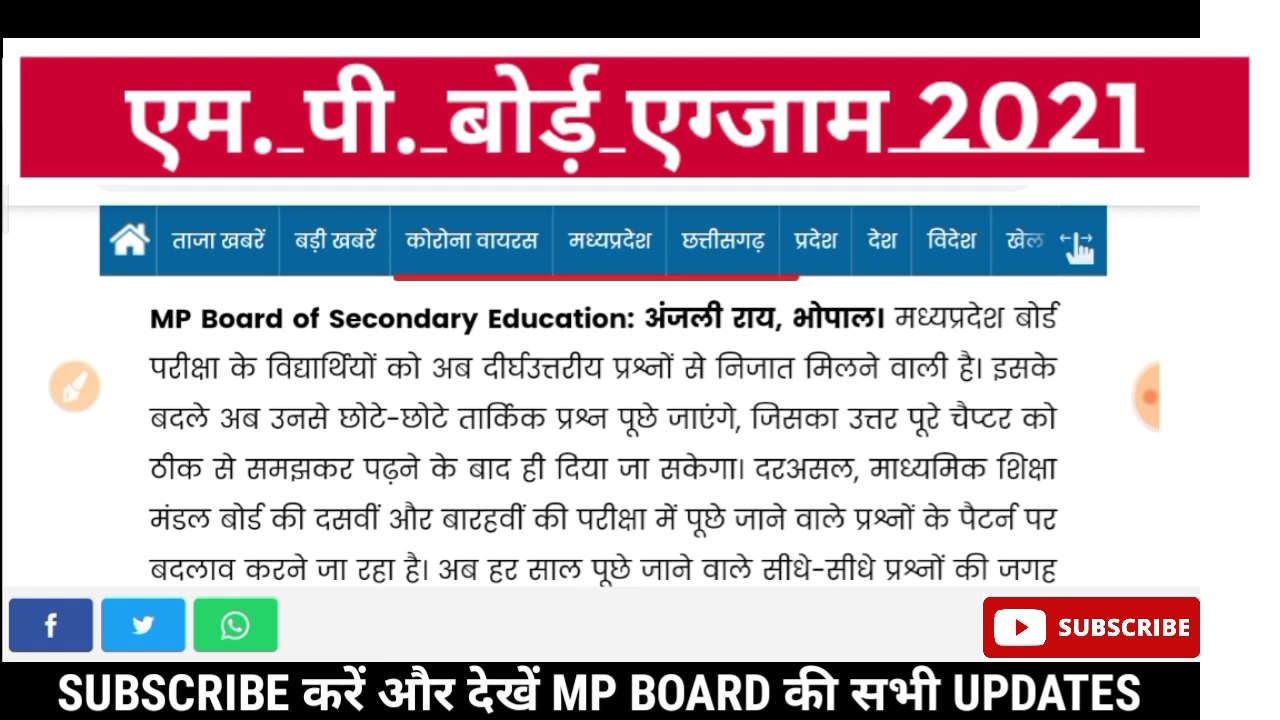 एम._पी._बोर्ड़_एग्जाम 2021
ताजा खबरें बड़ी खबरें कोरोना वायरस मध्यप्रदेश छत्तीसगढ़ प्रदेश देश विदेश खेल
MP Board of Secondary Education: अंजली राय, भोपाल। मध्यप्रदेश बोर्ड
परीक्षा के विद्यार्थियों को अब दीर्घउत्तरीय प्रश्नों से निजात मिलने वाली है। इसके
बदले अब उनसे छोटे-छोटे तार्किक प्रश्न पूछे जाएंगे, जिसका उत्तर पूरे चैप्टर को
ठीक से समझकर पढ़ने के बाद ही दिया जा सकेगा। दरअसल, माध्यमिक शिक्षा
मंडल बोर्ड की दसवीं और बारहवीं की परीक्षा में पूछे जाने वाले प्रश्नों के पैटर्न पर
बदलाव करने जा रहा है। अब हर साल पूछे जाने वाले सीधे-सीधे प्रश्नों की जगह
SUBSCRIBE
SUBSCRIBE करें और देखें MP BOARD की सभी UPDATES